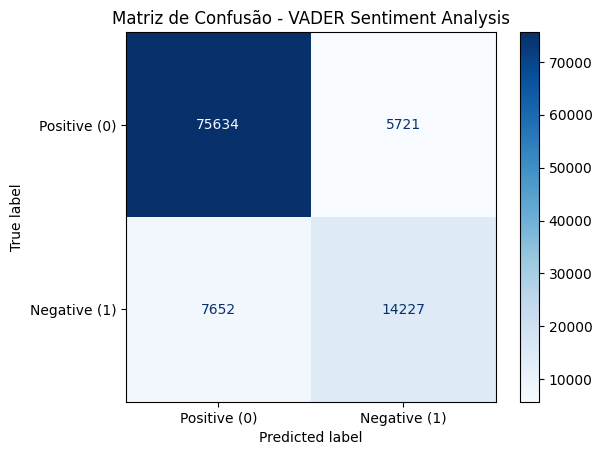 Matriz de Confusão - VADER Sentiment Analysis
True label
Positive (0)
75634
5721
Negative (1)
7652
14227
Positive (0)
Negative (1)
Predicted label
70000
60000
50000
40000
30000
20000
10000